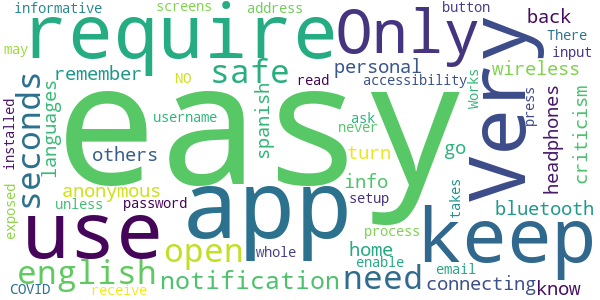 informative
screens
address
button
back
There
may
require
Only
Very
input
remember
safe
personal
wireless
NO
read
accessibility
Works
installed
seconds
languages
easy
username
spanish
ask
never
press
headphones
criticism
others
turn
go
anonymous
app
info
keep
takes
exposed
unless
password
setup
bluetooth
use
open
process
home
whole
enable
english
notification
need
email
connecting
know
COVID
receive